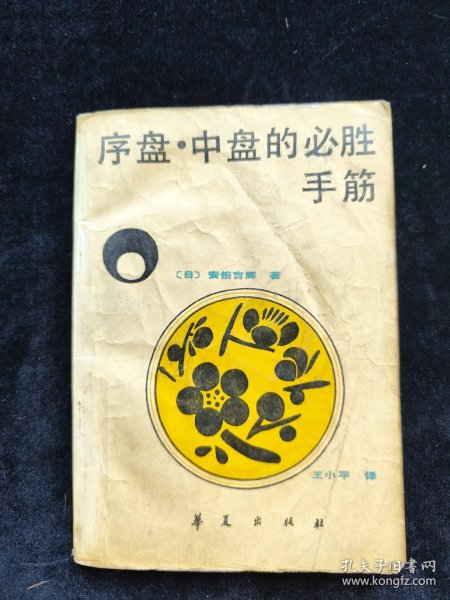 序盘·中盘的必胜
手筋
〔日〕安倍吉辉 著
王小平 译
华夏出版社
孔夫子旧书网
www.kongfz.com